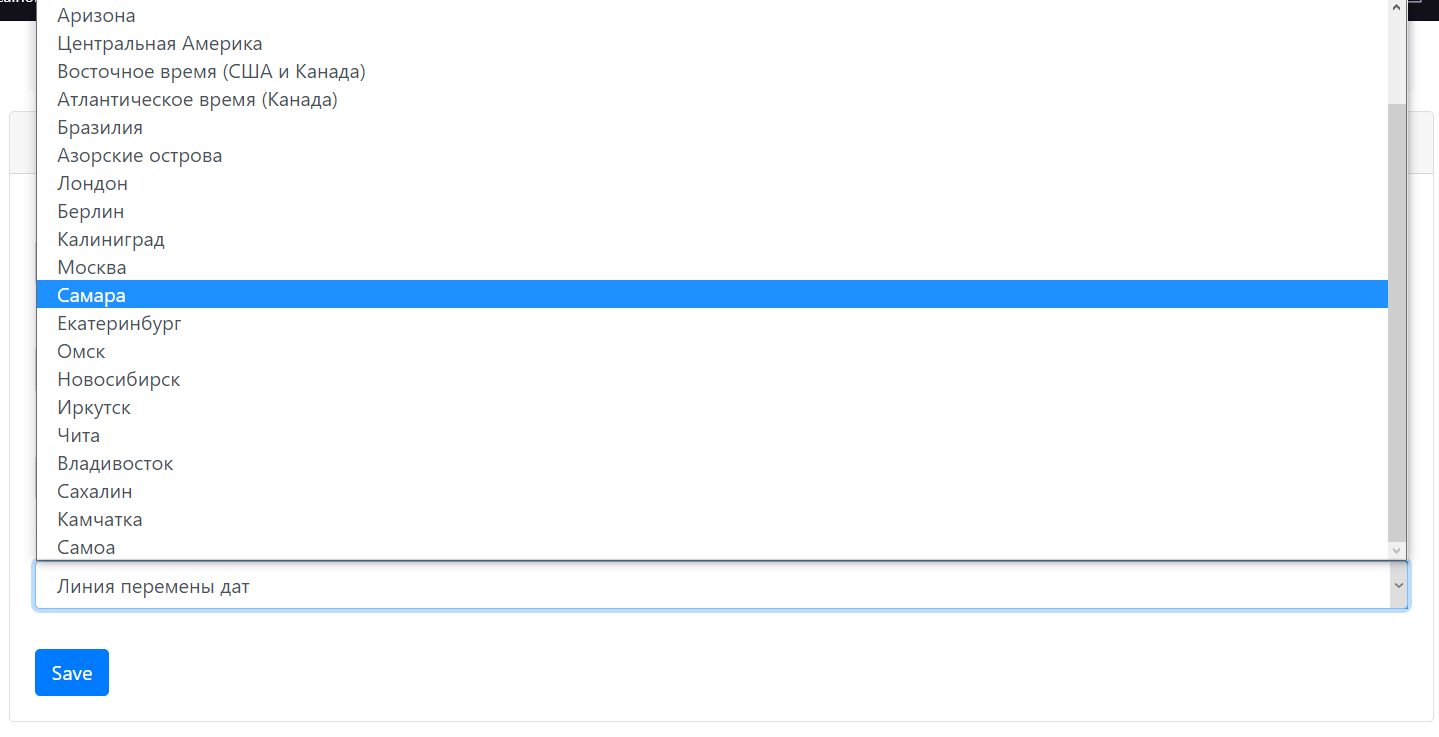 Аризона
Центральная Америка
Восточное время (США и Канада)
Атлантическое время (Канада)
Бразилия
Азорские острова
Лондон
Берлин
Калиниград
Москва
Самара
Екатеринбург
Омск
Новосибирск
Иркутск
Чита
Владивосток
Сахалин
Камчатка
Самоа
Линия перемены дат
Save